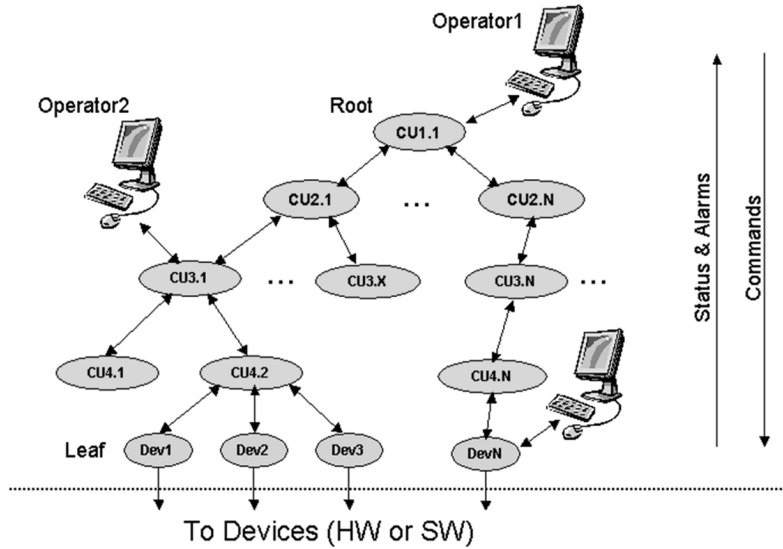 Operator1
Operator2
Root
CU1.1
CU2.1
...
CU2.N
CU3.1
...
CU3.X
CU3.N
...
CU4.1
CU4.2
CU4.N
Leaf
Dev1
Dev2
Dev3
DevN
To Devices (HW or SW)
Status & Alarms
Commands